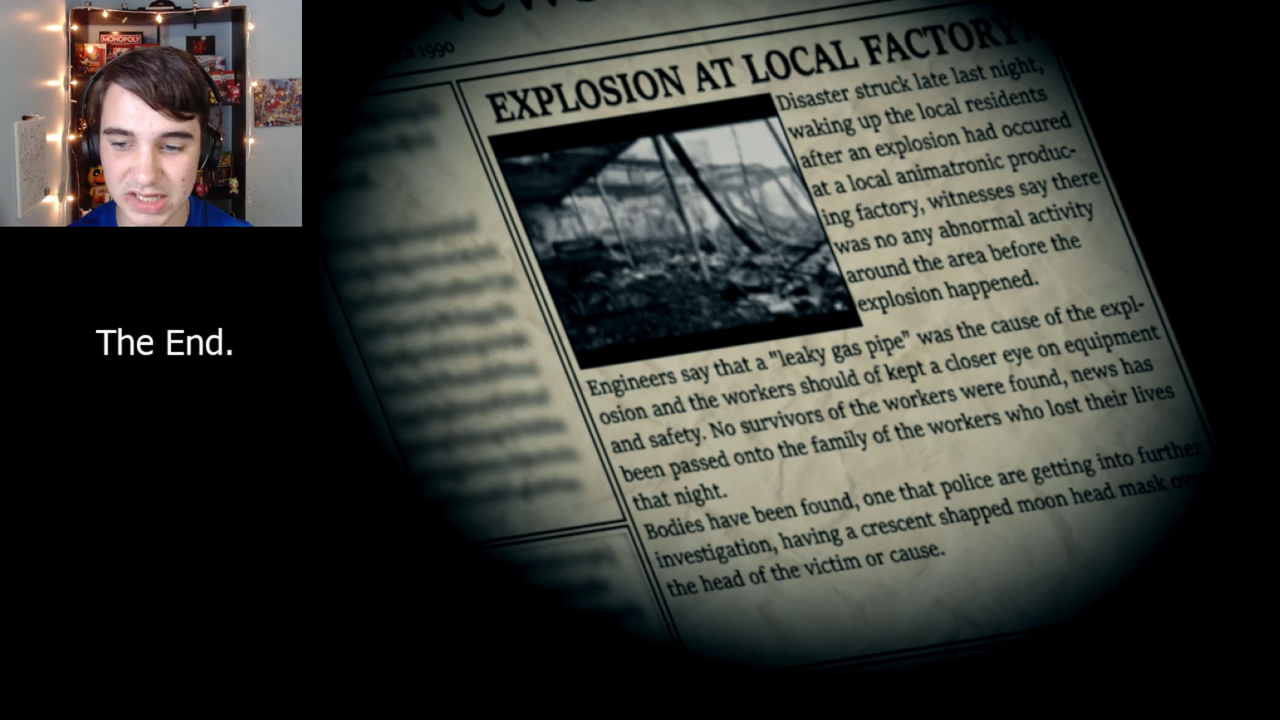 MONOPOLY
1990
EXPLOSION AT LOCAL FACTORY
Disaster struck late last night,
waking up the local residents
after an explosion had occured
at a local animatronic produc-
ing factory, witnesses say there
was no any abnormal activity
around the area before the
explosion happened.
The End.
Engineers say that a "leaky gas pipe" was the cause of the expl-
osion and the workers should of kept a closer eye on equipment
and safety. No survivors of the workers were found, news has
been passed onto the family of the workers who lost their lives
that night.
Bodies have been found, one that police are getting into further
investigation, having a crescent shapped moon head mask
the head of the victim or cause.